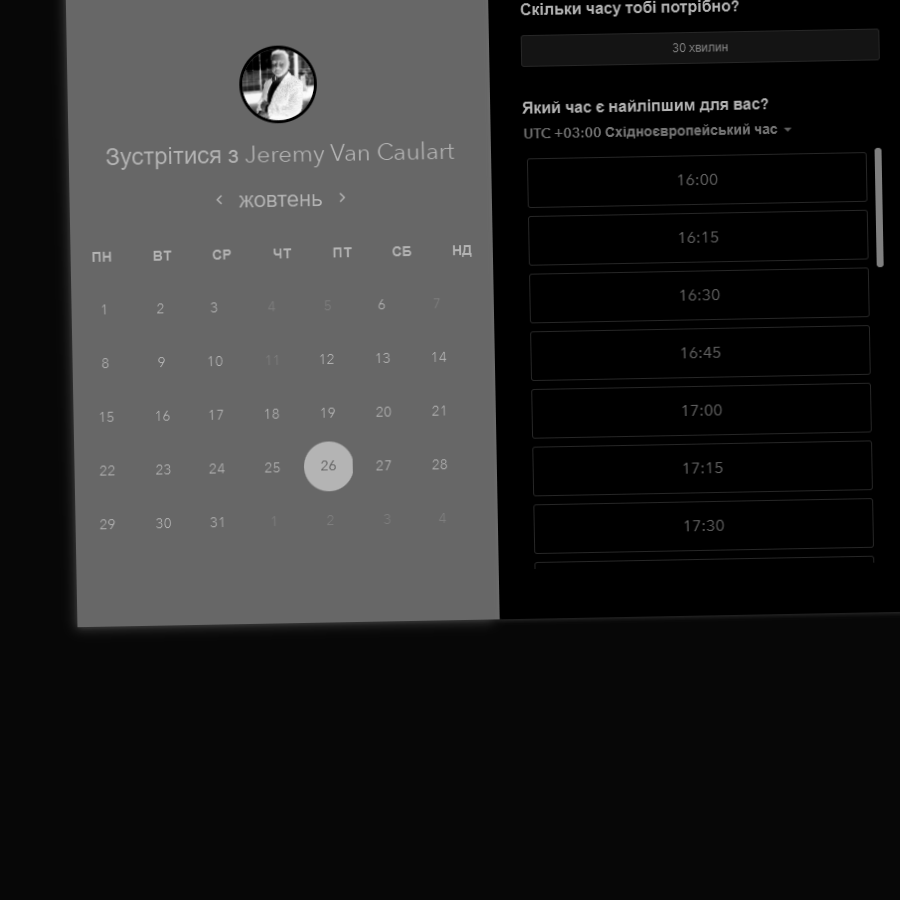 Зустрітися з Jeremy Van Caulart
жовтень
ПН ВТ СР ЧТ ПТ СБ НД
1 2 3 4 5 6 7
8 9 10 11 12 13 14
15 16 17 18 19 20 21
22 23 24 25 26 27 28
29 30 31 1 2 3 4
Скільки часу тобі потрібно?
30 хвилин
Який час є найліпшим для вас?
UTC +03:00 Східноєвропейський час
16:00
16:15
16:30
16:45
17:00
17:15
17:30